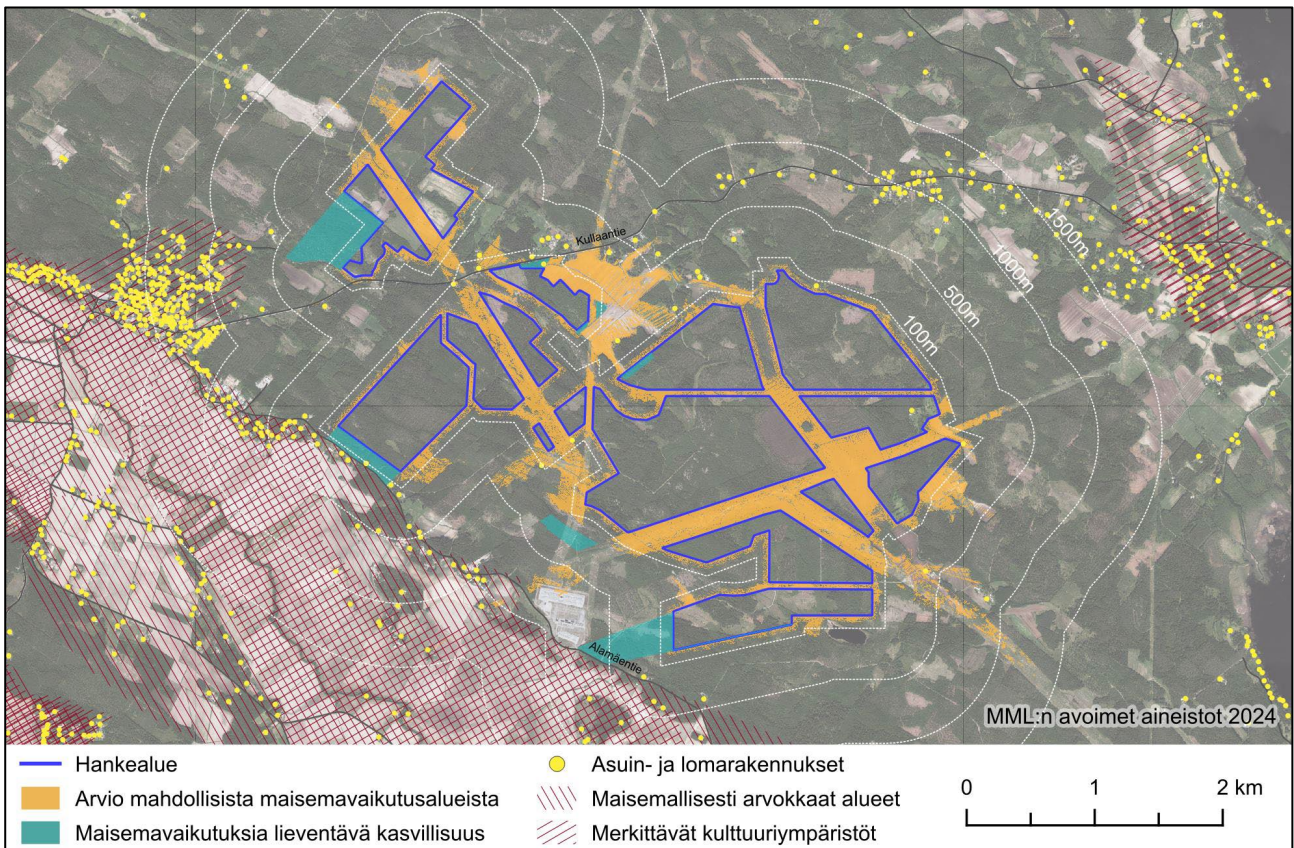 Kullaantie
1500m
1000m
500m
100m
Alamäentie
MML:n avoimet aineistot 2024
Hankealue
Arvio mahdollisista maisemavaikutusalueista
Maisemavaikutuksia lieventävä kasvillisuus
Asuin- ja lomarakennukset
Maisemallisesti arvokkaat alueet
Merkittävät kulttuuriympäristöt
0 1 2 km